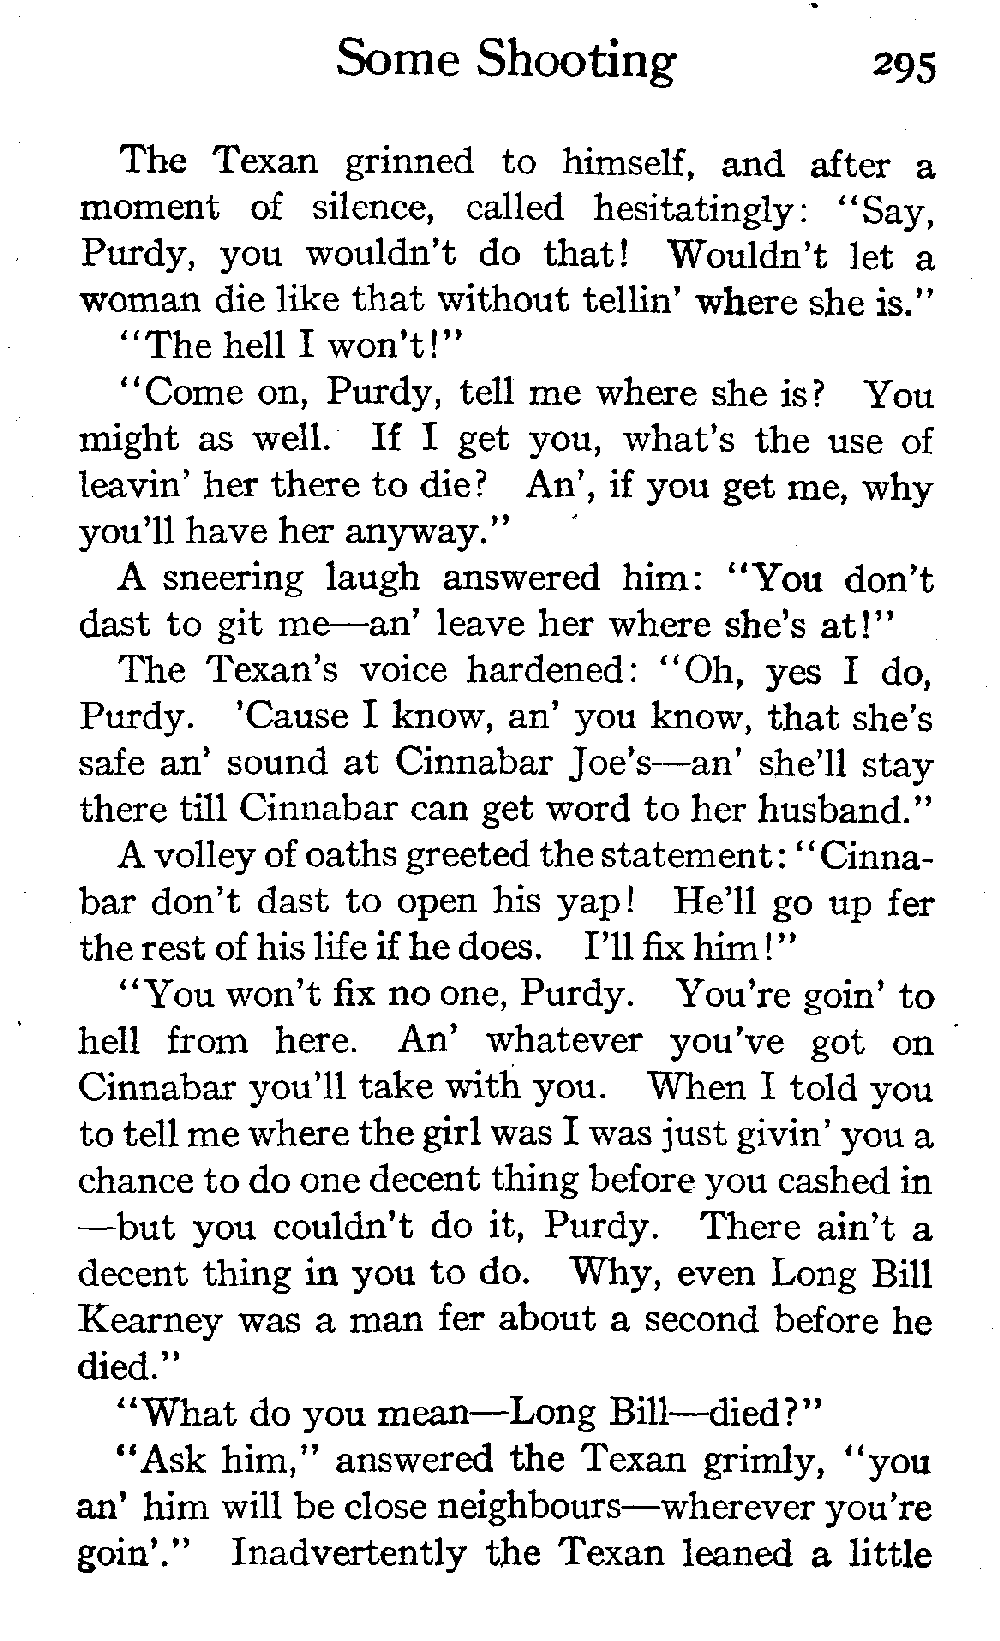 Some Shooting 295
The Texan grinned to himself, and after a
moment of silence, called hesitatingly: “Say,
Purdy, you wouldn't do that! Wouldn't let a
woman die like that without tellin' where she is.”
“The hell I won't!”
“Come on, Purdy, tell me where she is? You
might as well. If I get you, what's the use of
leavin' her there to die? An', if you get me, why
you'll have her anyway.”
A sneering laugh answered him: “You don't
dast to git me—an' leave her where she's at!”
The Texan's voice hardened: “Oh, yes I do,
Purdy. 'Cause I know, an' you know, that she's
safe an' sound at Cinnabar Joe's—an' she'll stay
there till Cinnabar can get word to her husband.”
A volley of oaths greeted the statement: “Cinna-
bar don't dast to open his yap! He'll go up fer
the rest of his life if he does. I'll fix him!”
“You won't fix no one, Purdy. You're goin' to
hell from here. An' whatever you've got on
Cinnabar you'll take with you. When I told you
to tell me where the girl was I was just givin' you a
chance to do one decent thing before you cashed in
—but you couldn't do it, Purdy. There ain't a
decent thing in you to do. Why, even Long Bill
Kearney was a man fer about a second before he
died.”
“What do you mean—Long Bill—died?”
“Ask him,” answered the Texan grimly, “you
an' him will be close neighbours—wherever you're
goin'.” Inadvertently the Texan leaned a little